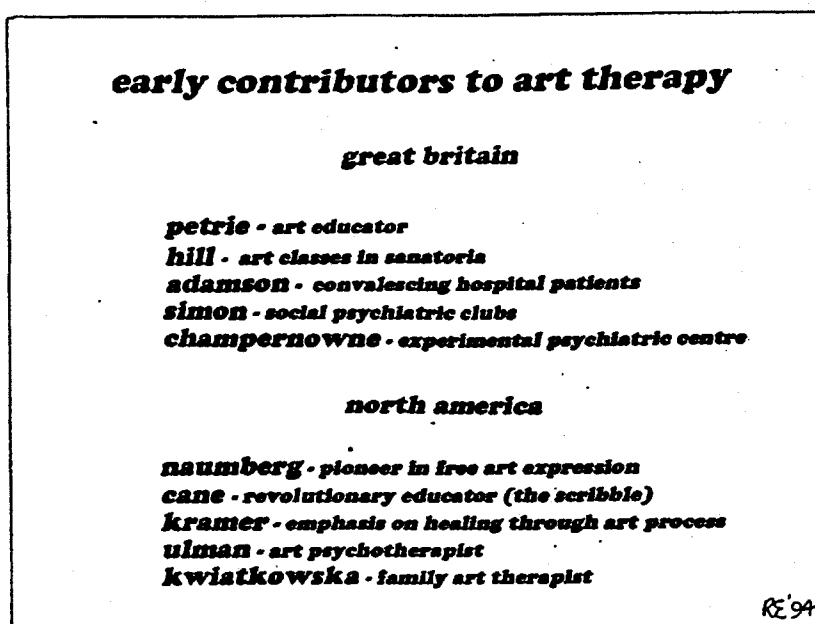 early contributors to art therapy
great britain
petrie - art educator
hill - art classes in sanatoria
adamson - convalescing hospital patients
simon - social psychiatric clubs
champernowne - experimental psychiatric centre
north america
naumberg - pioneer in free art expression
cane - revolutionary educator (the scribble)
kramer - emphasis on healing through art process
ulman - art psychotherapist
kwiatkowska - family art therapist
RE '94